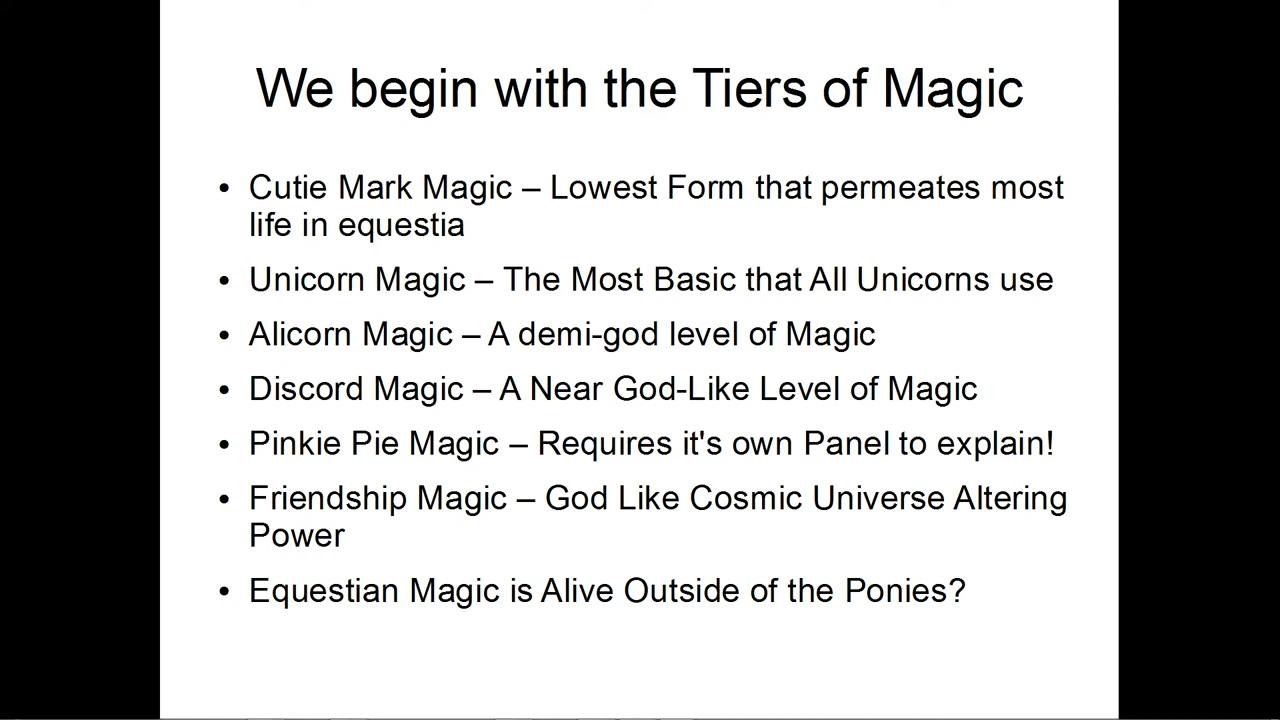 We begin with the Tiers of Magic
• Cutie Mark Magic – Lowest Form that permeates most
life in equestia
• Unicorn Magic – The Most Basic that All Unicorns use
• Alicorn Magic – A demi-god level of Magic
• Discord Magic – A Near God-Like Level of Magic
• Pinkie Pie Magic – Requires it's own Panel to explain!
• Friendship Magic – God Like Cosmic Universe Altering
Power
• Equestian Magic is Alive Outside of the Ponies?